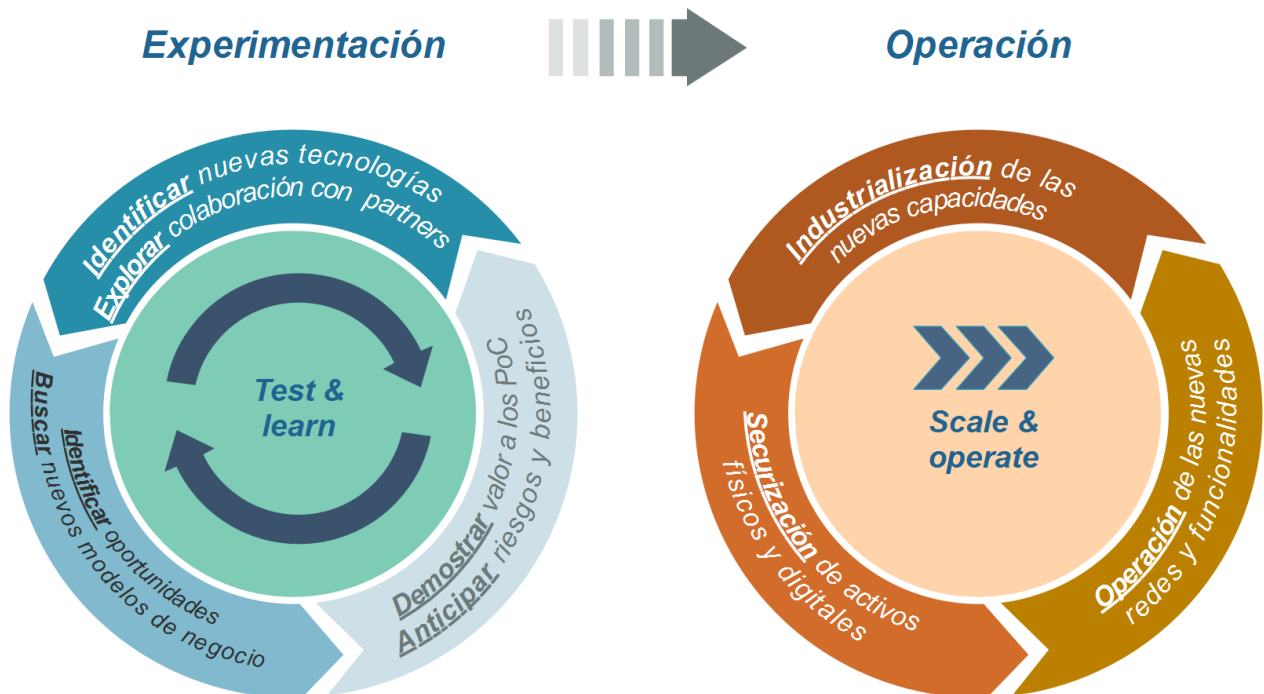 Experimentación
Operación
Identificar nuevas tecnologías
Explorar colaboración con partners
Demostrar valor a los PoC
Anticipar riesgos y beneficios
Identificar oportunidades
Buscar nuevos modelos de negocio
Test &
learn
Industrialización de las
nuevas capacidades
Operación de las nuevas
redes y funcionalidades
Securización de activos
físicos y digitales
Scale &
operate